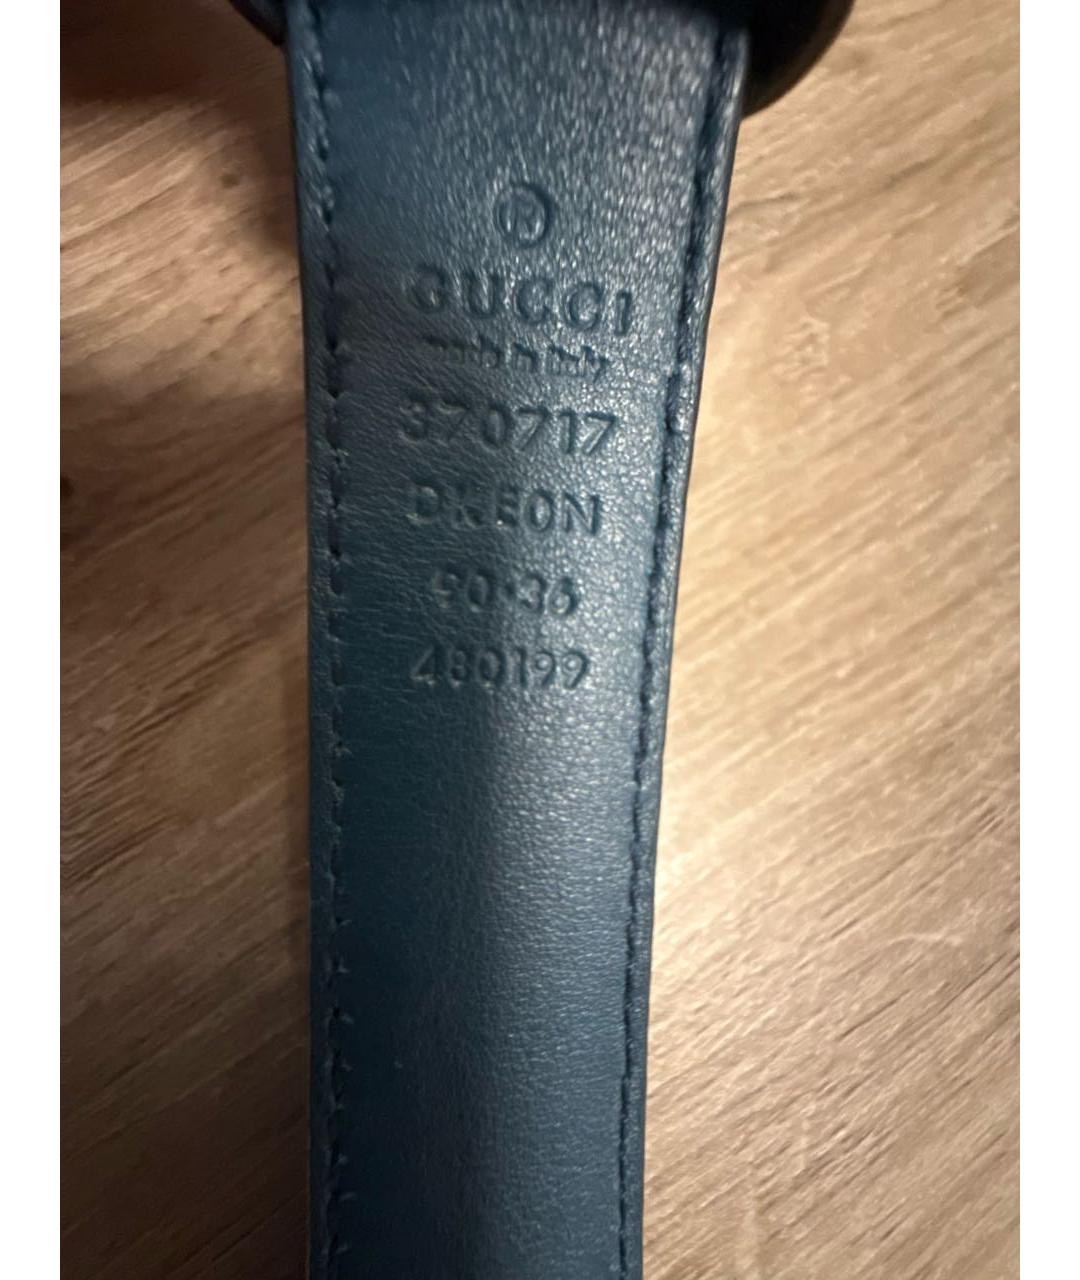 ®
GUCCI
made in italy
370717
DKE0N
90·36
480199